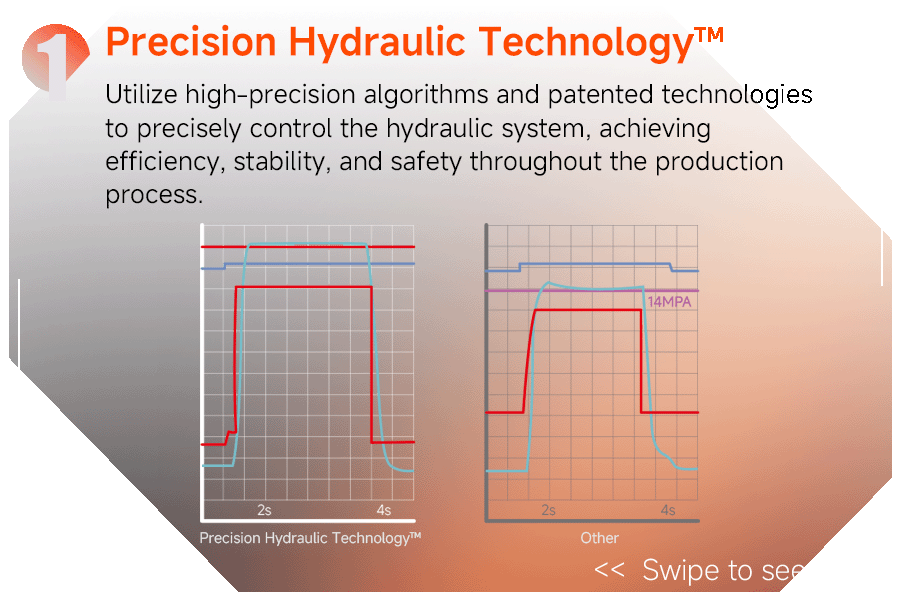 1
Precision Hydraulic Technology™
Utilize high-precision algorithms and patented technologies
to precisely control the hydraulic system, achieving
efficiency, stability, and safety throughout the production
process.
14MPA
2s 4s
2s 4s
Precision Hydraulic Technology™
Other
<< Swipe to see